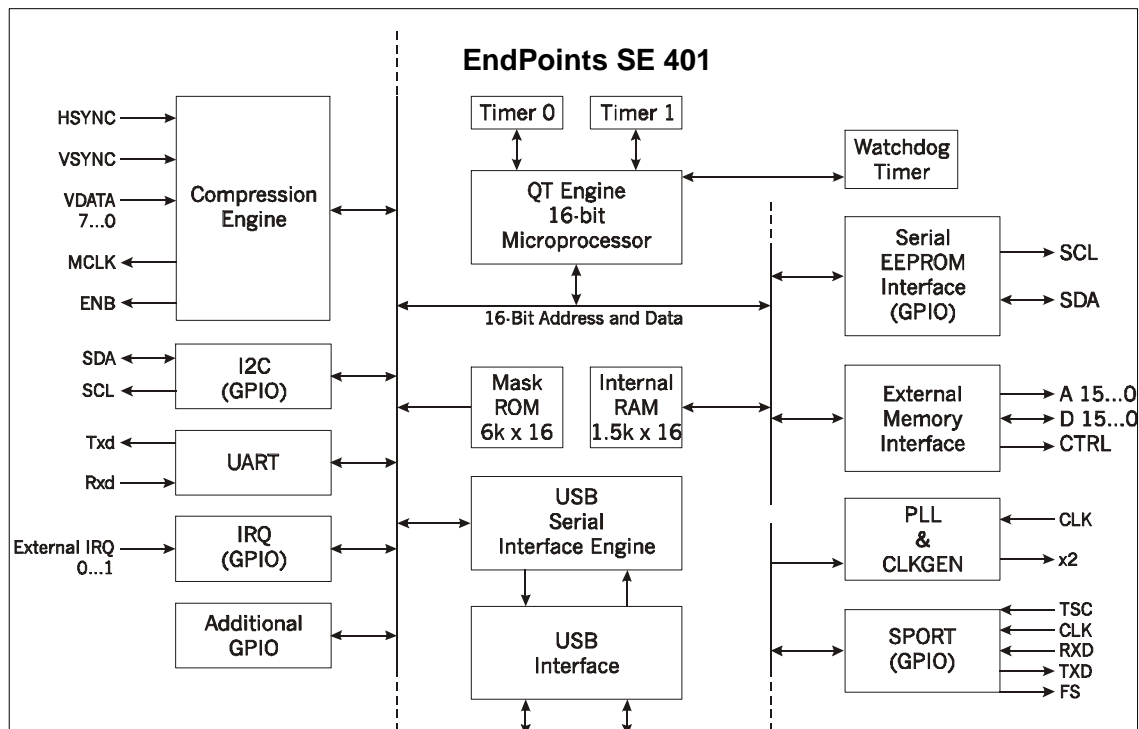 EndPoints SE 401
HSYNC
VSYNC
VDATA
7...0
MCLK
ENB
Compression
Engine
SDA
SCL
I2C
(GPIO)
Txd
Rxd
UART
External IRQ
0...1
IRQ
(GPIO)
Additional
GPIO
Timer 0
Timer 1
QT Engine
16-bit
Microprocessor
16-Bit Address and Data
Mask
ROM
6k x 16
Internal
RAM
1.5k x 16
USB
Serial
Interface Engine
USB
Interface
Watchdog
Timer
Serial
EEPROM
Interface
(GPIO)
SCL
SDA
External
Memory
Interface
A 15...0
D 15...0
CTRL
PLL
&
CLKGEN
CLK
x2
SPORT
(GPIO)
TSC
CLK
RXD
TXD
FS